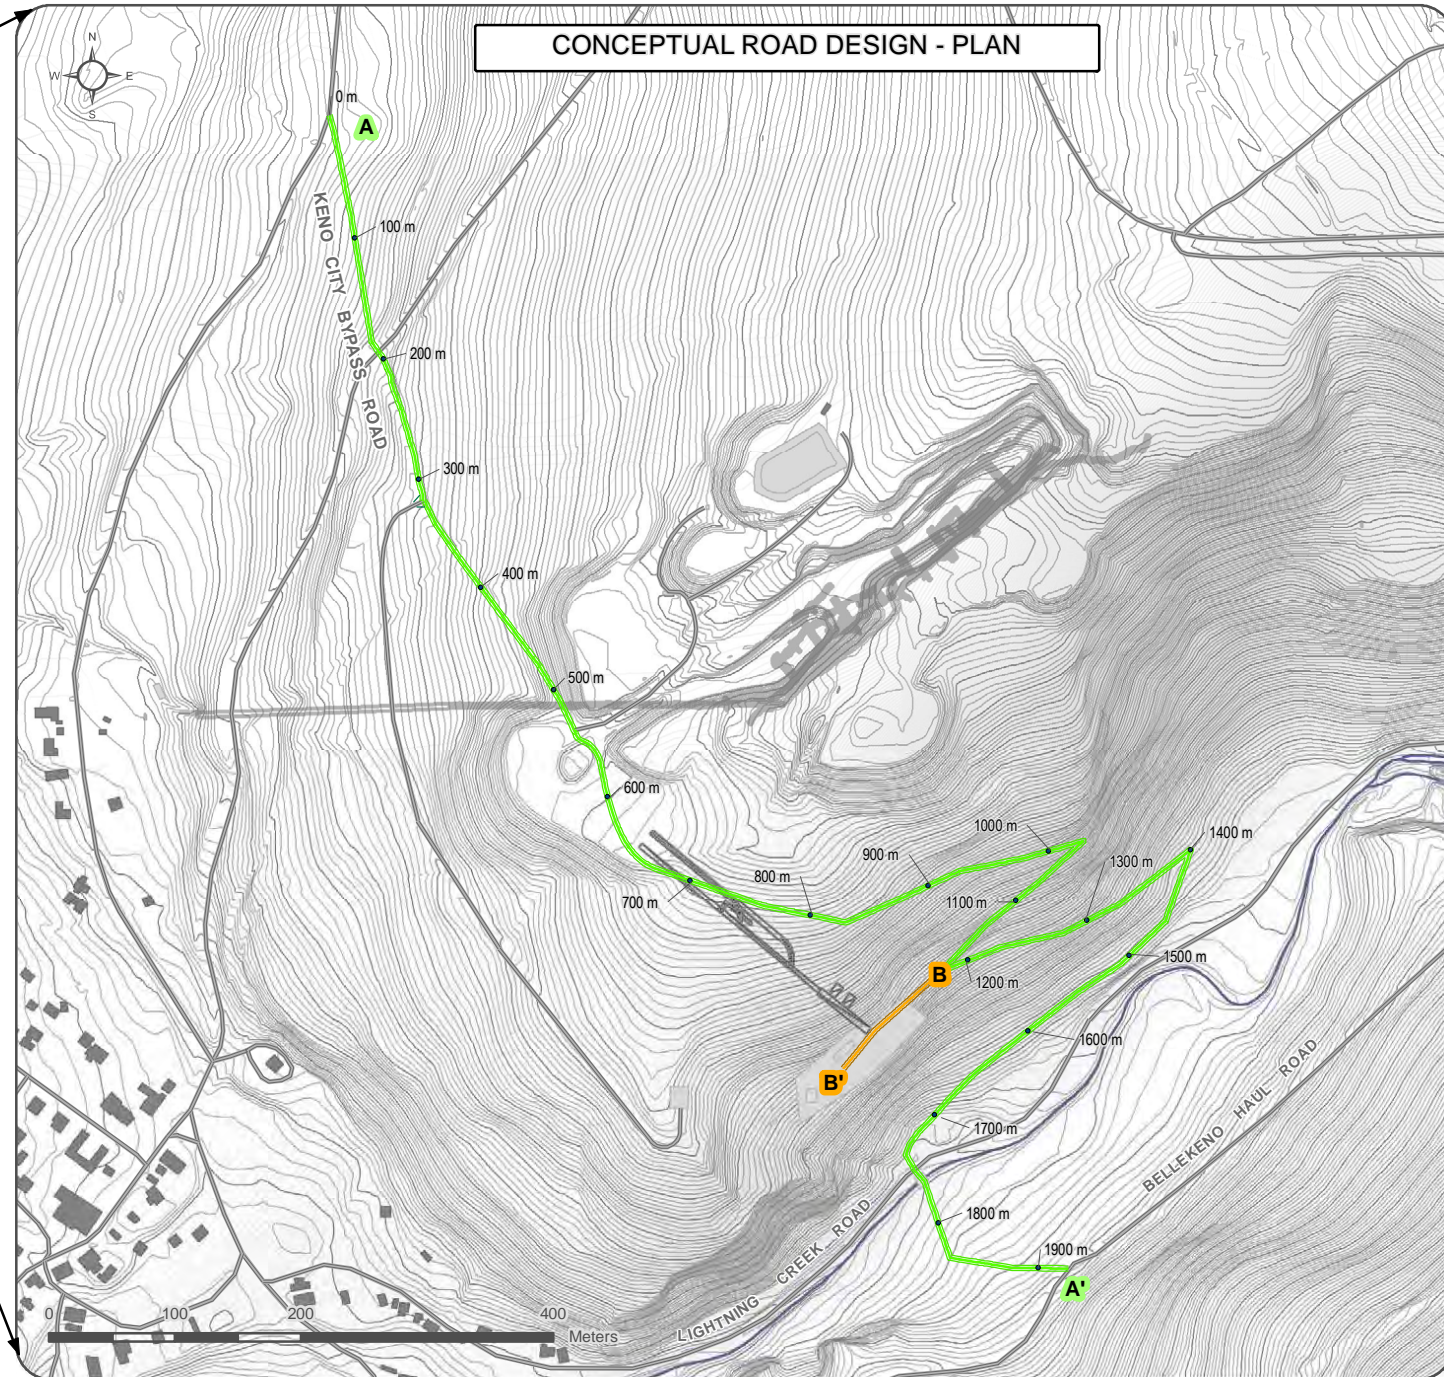 CONCEPTUAL ROAD DESIGN - PLAN
N
W E
S
0 m
A
100 m
KENO CITY BYPASS ROAD
200 m
300 m
400 m
500 m
600 m
700 m
800 m
900 m
1000 m
1100 m
1200 m
1300 m
1400 m
1500 m
1600 m
1700 m
1800 m
1900 m
B
B'
A'
BELLEKENO HAUL ROAD
LIGHTNING CREEK ROAD
0 100 200 400
Meters